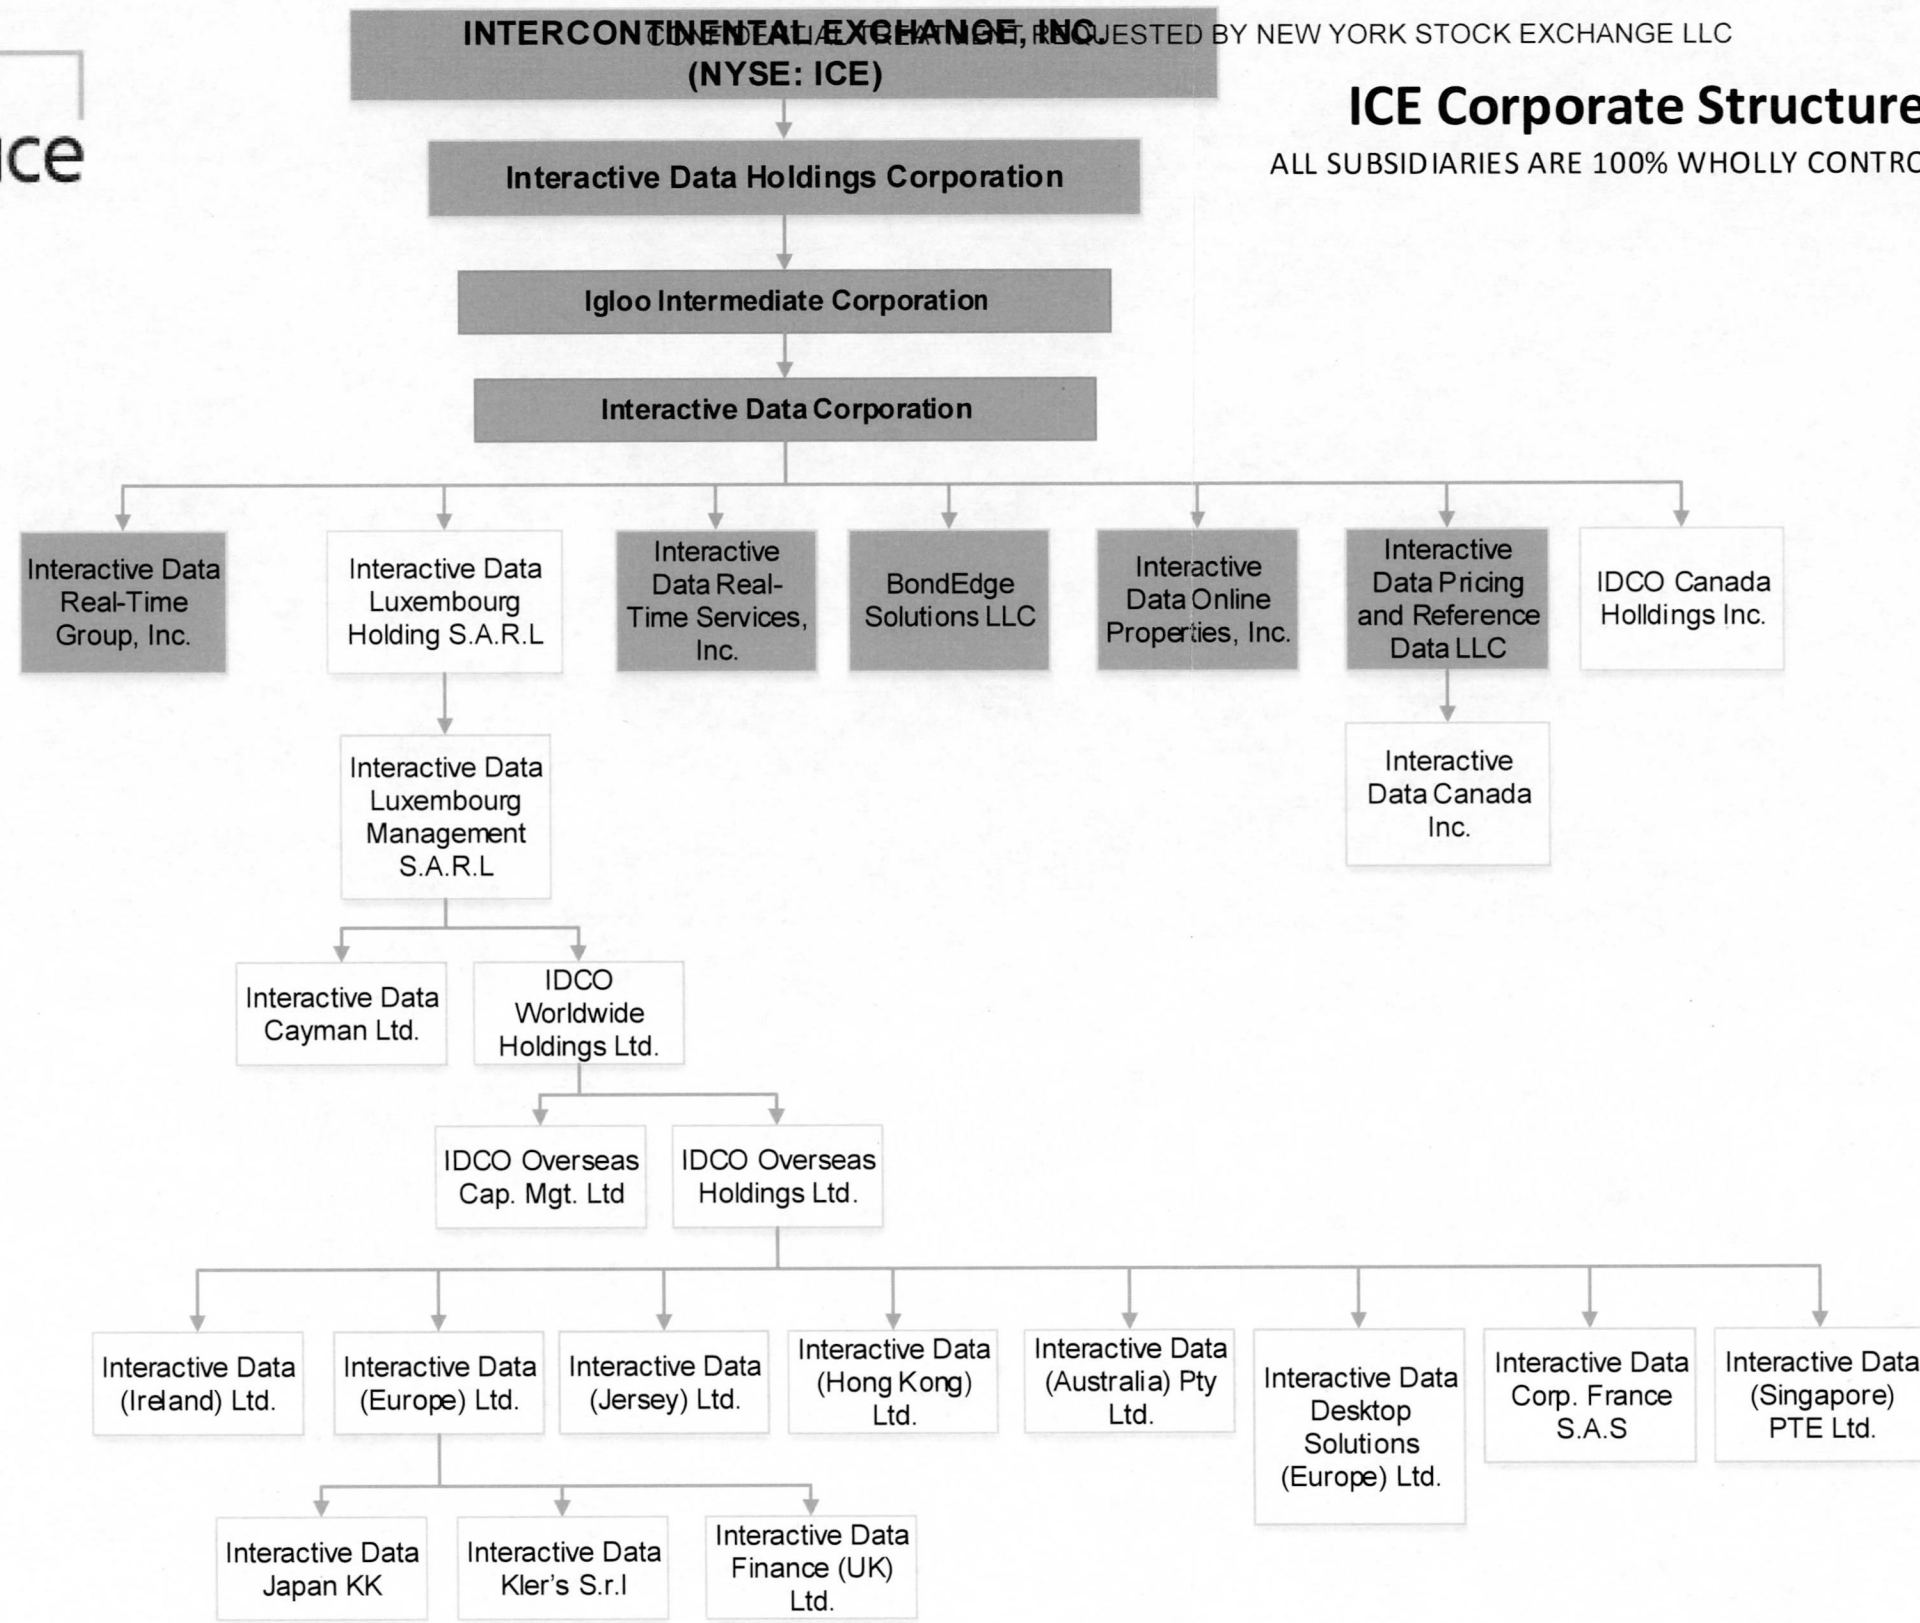 INTERCONTINENTAL EXCHANGE, INC.
CONFIDENTIAL TREATMENT REQUESTED BY NEW YORK STOCK EXCHANGE LLC
(NYSE: ICE)
ICE Corporate Structure
ALL SUBSIDIARIES ARE 100% WHOLLY CONTRO
ice
Interactive Data Holdings Corporation
Igloo Intermediate Corporation
Interactive Data Corporation
Interactive Data
Real-Time
Group, Inc.
Interactive Data
Luxembourg
Holding S.A.R.L
Interactive
Data Real-
Time Services,
Inc.
BondEdge
Solutions LLC
Interactive
Data Online
Properties, Inc.
Interactive
Data Pricing
and Reference
Data LLC
IDCO Canada
Holldings Inc.
Interactive Data
Luxembourg
Management
S.A.R.L
Interactive
Data Canada
Inc.
Interactive Data
Cayman Ltd.
IDCO
Worldwide
Holdings Ltd.
IDCO Overseas
Cap. Mgt. Ltd
IDCO Overseas
Holdings Ltd.
Interactive Data
(Ireland) Ltd.
Interactive Data
(Europe) Ltd.
Interactive Data
(Jersey) Ltd.
Interactive Data
(Hong Kong)
Ltd.
Interactive Data
(Australia) Pty
Ltd.
Interactive Data
Desktop
Solutions
(Europe) Ltd.
Interactive Data
Corp. France
S.A.S
Interactive Data
(Singapore)
PTE Ltd.
Interactive Data
Japan KK
Interactive Data
Kler's S.r.l
Interactive Data
Finance (UK)
Ltd.